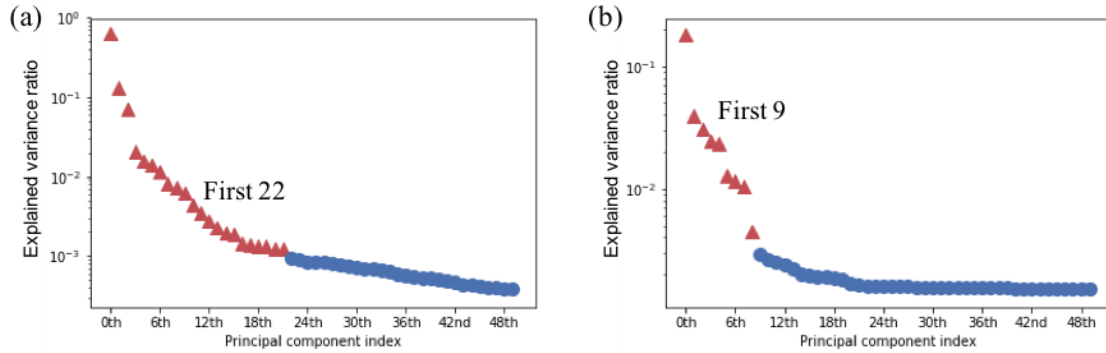 (a)
Explained variance ratio
10⁰
10⁻¹
10⁻²
10⁻³
First 22
0th 6th 12th 18th 24th 30th 36th 42nd 48th
Principal component index
(b)
Explained variance ratio
10⁻¹
10⁻²
First 9
0th 6th 12th 18th 24th 30th 36th 42nd 48th
Principal component index